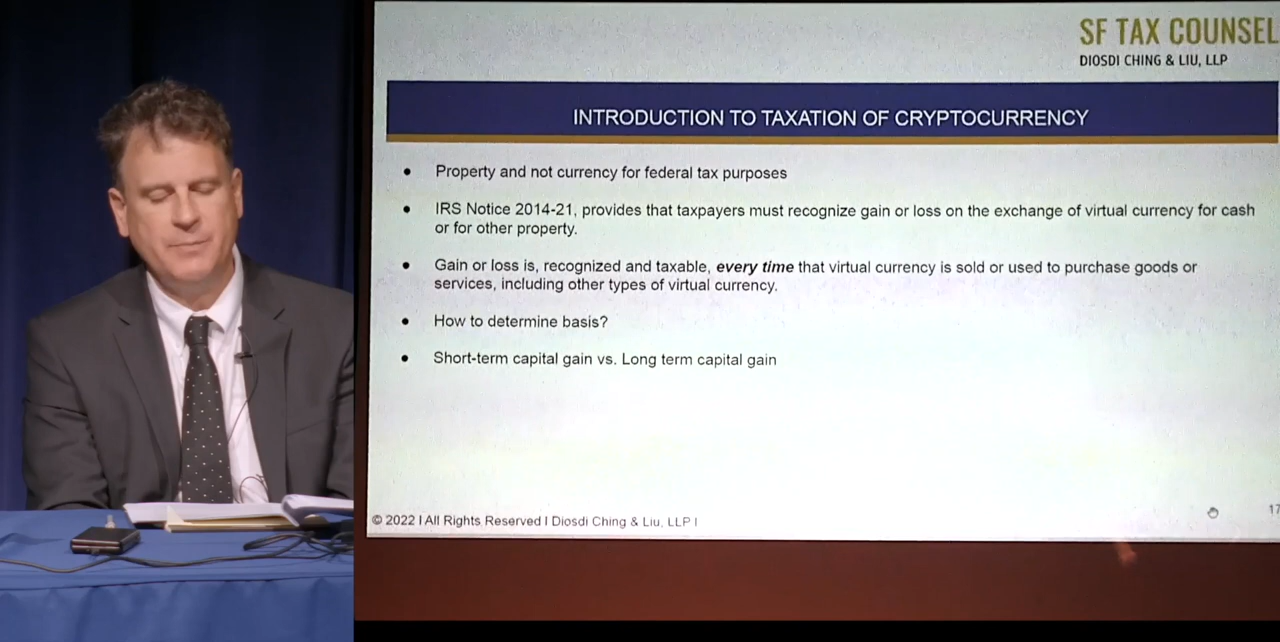 SF TAX COUNSEL
DIOSDI CHING & LIU, LLP
INTRODUCTION TO TAXATION OF CRYPTOCURRENCY
• Property and not currency for federal tax purposes
• IRS Notice 2014-21, provides that taxpayers must recognize gain or loss on the exchange of virtual currency for cash
or for other property.
• Gain or loss is, recognized and taxable, every time that virtual currency is sold or used to purchase goods or
services, including other types of virtual currency.
• How to determine basis?
• Short-term capital gain vs. Long term capital gain
© 2022 I All Rights Reserved I Diosdi Ching & Liu, LLP I
17